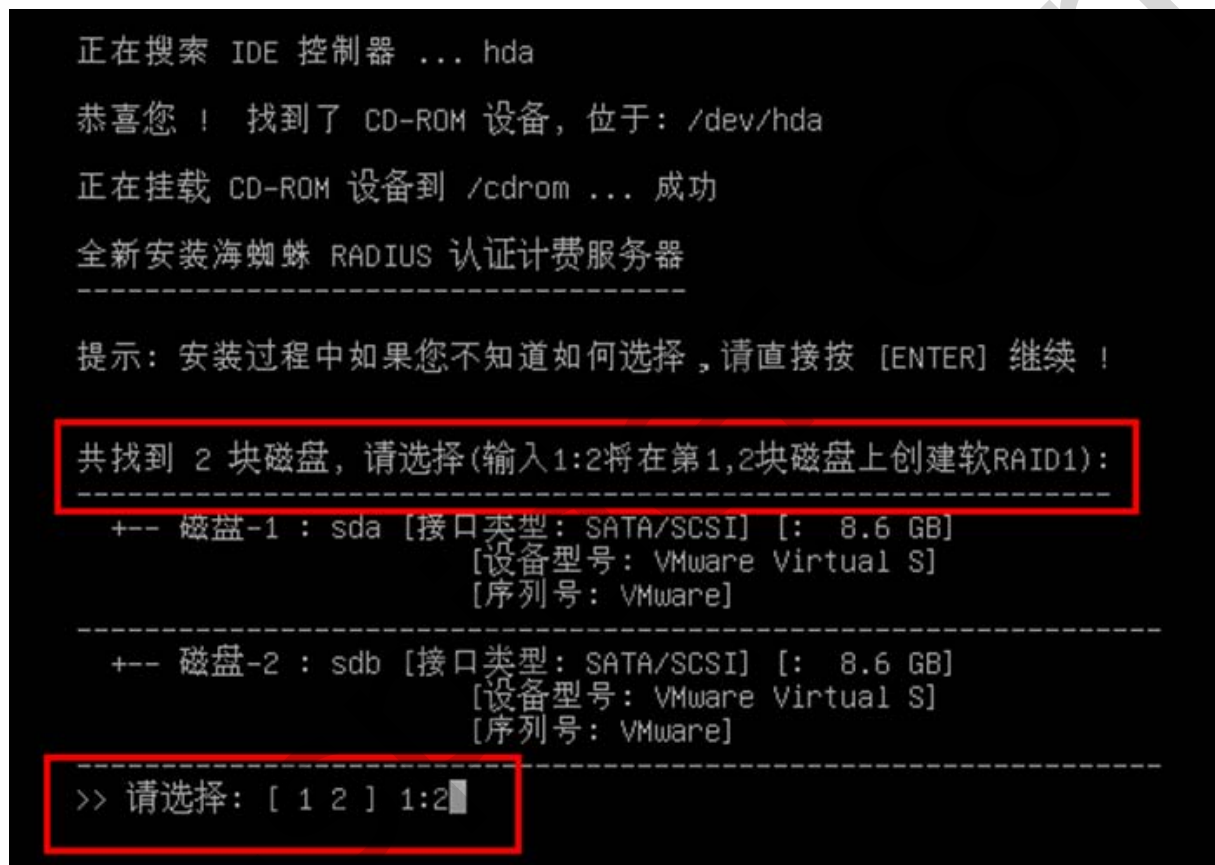 正在搜索 IDE 控制器 ... hda
恭喜您 ! 找到了 CD-ROM 设备, 位于: /dev/hda
正在挂载 CD-ROM 设备到 /cdrom ... 成功
全新安装海蜘蛛 RADIUS 认证计费服务器
------------------------------------
提示: 安装过程中如果您不知道如何选择,请直接按 [ENTER] 继续 !
共找到 2 块磁盘, 请选择(输入1:2将在第1,2块磁盘上创建软RAID1):
-------------------------------------------------------------
+-- 磁盘-1 : sda [接口类型: SATA/SCSI] [: 8.6 GB]
[设备型号: VMware Virtual S]
[序列号: VMware]
----------------------------------------------------------------
+-- 磁盘-2 : sdb [接口类型: SATA/SCSI] [: 8.6 GB]
[设备型号: VMware Virtual S]
[序列号: VMware]
----------------------------------------------------------------
>> 请选择: [ 1 2 ] 1:2